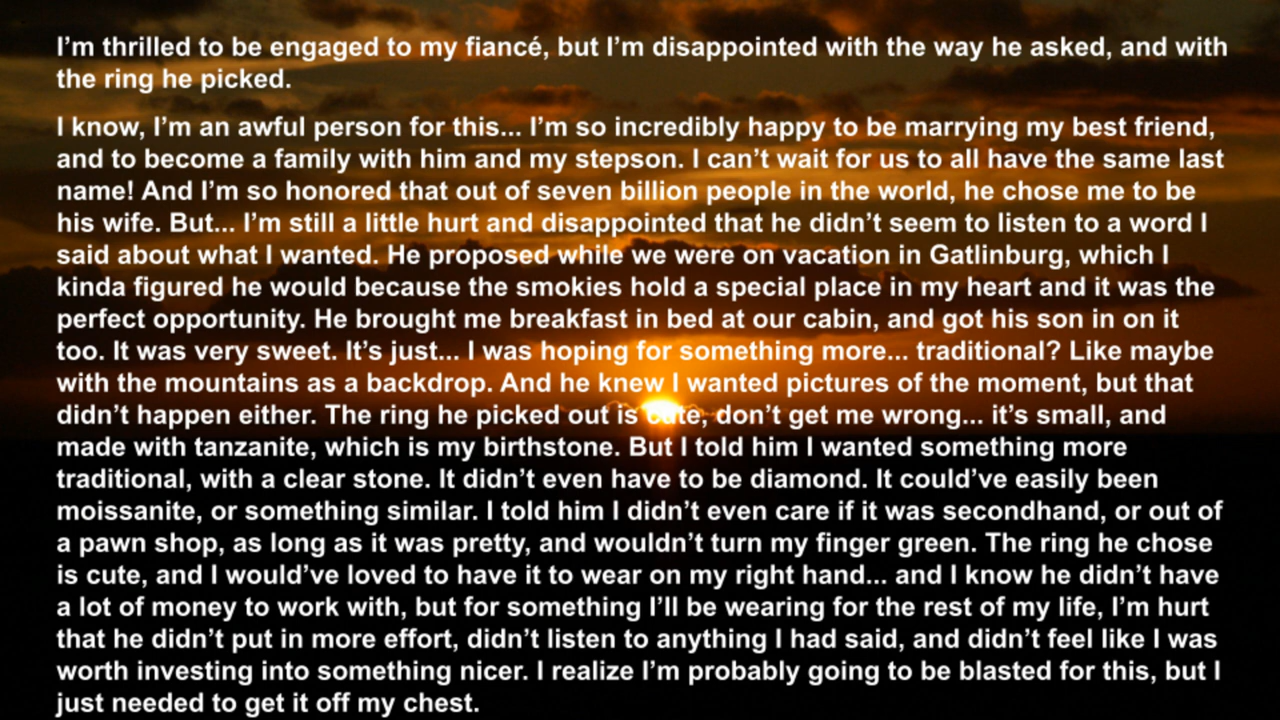 I’m thrilled to be engaged to my fiancé, but I’m disappointed with the way he asked, and with
the ring he picked.
I know, I’m an awful person for this... I’m so incredibly happy to be marrying my best friend,
and to become a family with him and my stepson. I can’t wait for us to all have the same last
name! And I’m so honored that out of seven billion people in the world, he chose me to be
his wife. But... I’m still a little hurt and disappointed that he didn’t seem to listen to a word I
said about what I wanted. He proposed while we were on vacation in Gatlinburg, which I
kinda figured he would because the smokies hold a special place in my heart and it was the
perfect opportunity. He brought me breakfast in bed at our cabin, and got his son in on it
too. It was very sweet. It’s just... I was hoping for something more... traditional? Like maybe
with the mountains as a backdrop. And he knew I wanted pictures of the moment, but that
didn’t happen either. The ring he picked out is cute, don’t get me wrong... it’s small, and
made with tanzanite, which is my birthstone. But I told him I wanted something more
traditional, with a clear stone. It didn’t even have to be diamond. It could’ve easily been
moissanite, or something similar. I told him I didn’t even care if it was secondhand, or out of
a pawn shop, as long as it was pretty, and wouldn’t turn my finger green. The ring he chose
is cute, and I would’ve loved to have it to wear on my right hand... and I know he didn’t have
a lot of money to work with, but for something I’ll be wearing for the rest of my life, I’m hurt
that he didn’t put in more effort, didn’t listen to anything I had said, and didn’t feel like I was
worth investing into something nicer. I realize I’m probably going to be blasted for this, but I
just needed to get it off my chest.